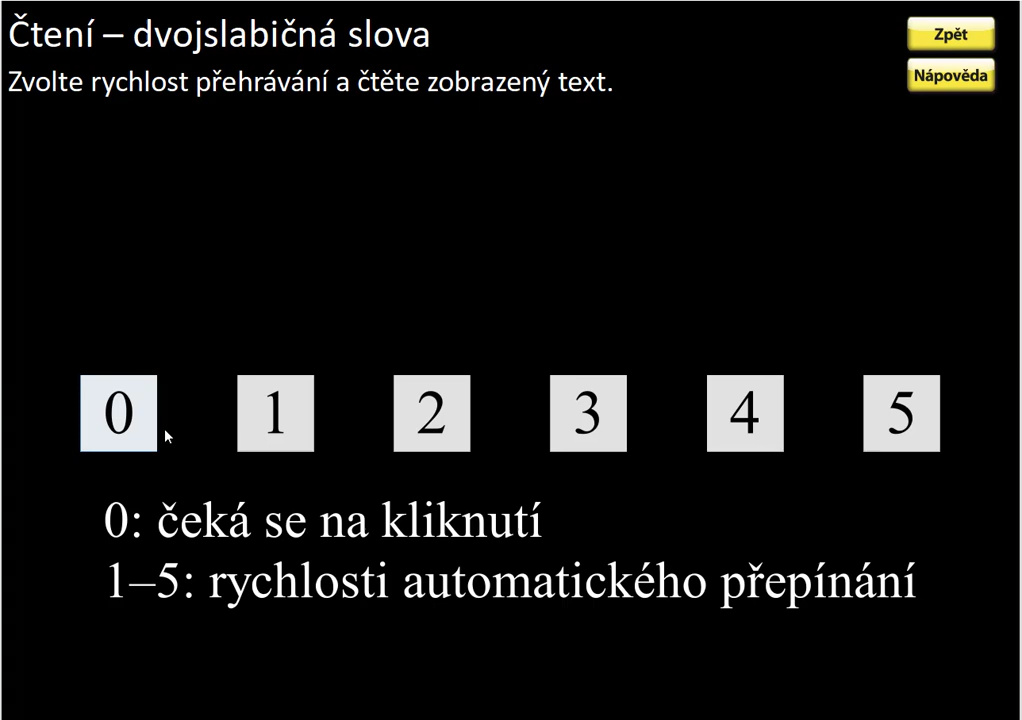 Čtení – dvojslabičná slova
Zpět
Zvolte rychlost přehrávání a čtěte zobrazený text.
Nápověda
0 1 2 3 4 5
0: čeká se na kliknutí
1–5: rychlosti automatického přepínání